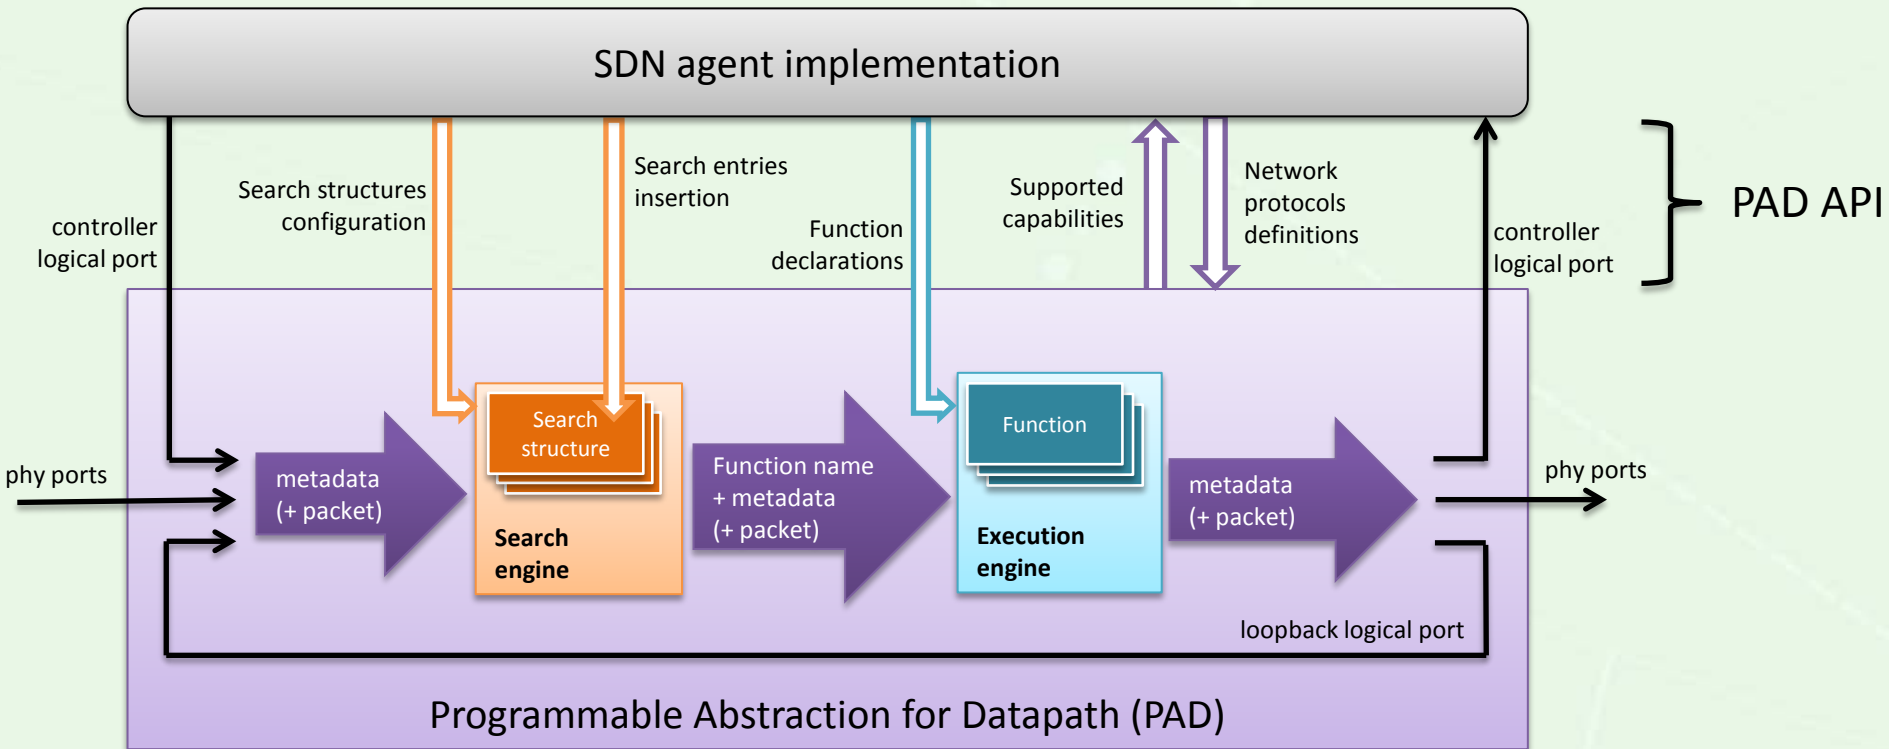 SDN agent implementation
controller
logical port
Search structures
configuration
Search entries
insertion
Function
declarations
Supported
capabilities
Network
protocols
definitions
controller
logical port
PAD API
phy ports
metadata
(+ packet)
Search
structure
Search
engine
Function name
+ metadata
(+ packet)
Function
Execution
engine
metadata
(+ packet)
phy ports
loopback logical port
Programmable Abstraction for Datapath (PAD)